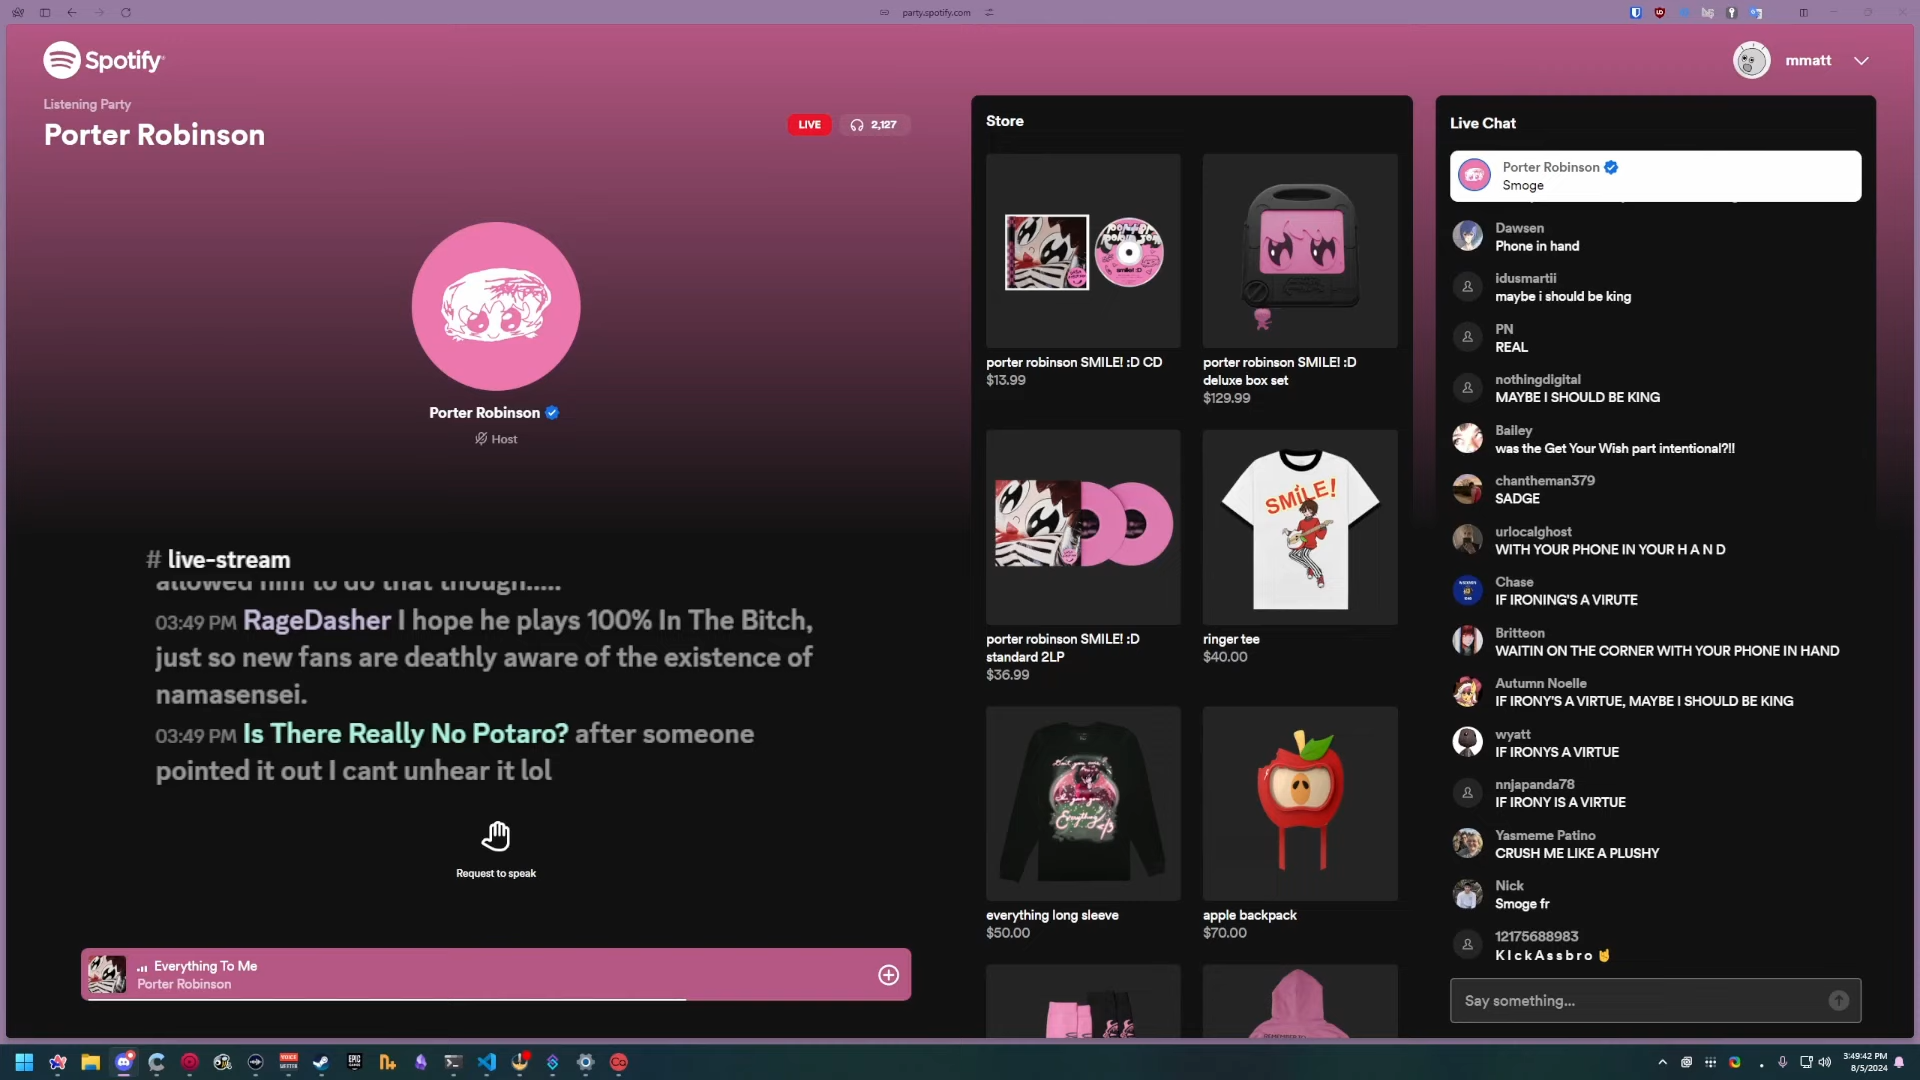 party.spotify.com
Spotify
mmatt
Listening Party
Porter Robinson
LIVE
2,127
Porter Robinson
Host
# live-stream
allowed him to do that though.....
03:49 PM RageDasher I hope he plays 100% In The Bitch,
just so new fans are deathly aware of the existence of
namasensei.
03:49 PM Is There Really No Potaro? after someone
pointed it out I cant unhear it lol
Request to speak
Everything To Me
Porter Robinson
Store
porter robinson SMILE! :D CD
$13.99
porter robinson SMILE! :D
deluxe box set
$129.99
SMiLE!
porter robinson SMILE! :D
standard 2LP
$36.99
ringer tee
$40.00
everything long sleeve
$50.00
apple backpack
$70.00
Live Chat
Porter Robinson
Smoge
Dawsen
Phone in hand
idusmartii
maybe i should be king
PN
REAL
nothingdigital
MAYBE I SHOULD BE KING
Bailey
was the Get Your Wish part intentional?!!
chantheman379
SADGE
urlocalghost
WITH YOUR PHONE IN YOUR H A N D
Chase
IF IRONING'S A VIRUTE
Britteon
WAITIN ON THE CORNER WITH YOUR PHONE IN HAND
Autumn Noelle
IF IRONY'S A VIRTUE, MAYBE I SHOULD BE KING
wyatt
IF IRONYS A VIRTUE
nnjapanda78
IF IRONY IS A VIRTUE
Yasmeme Patino
CRUSH ME LIKE A PLUSHY
Nick
Smoge fr
12175688983
K I c k A s s b r o 🤘
Say something...
3:49:42 PM
8/5/2024